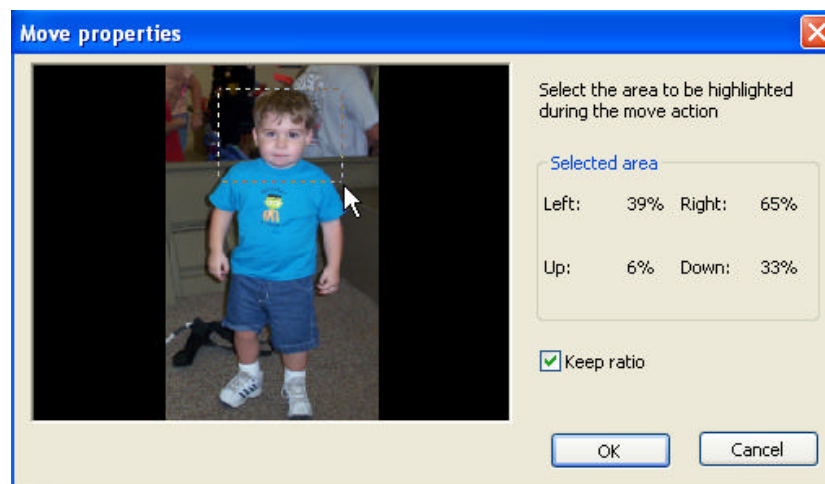 Move properties
Select the area to be highlighted
during the move action
Selected area
Left: 39% Right: 65%
Up: 6% Down: 33%
Keep ratio
OK Cancel